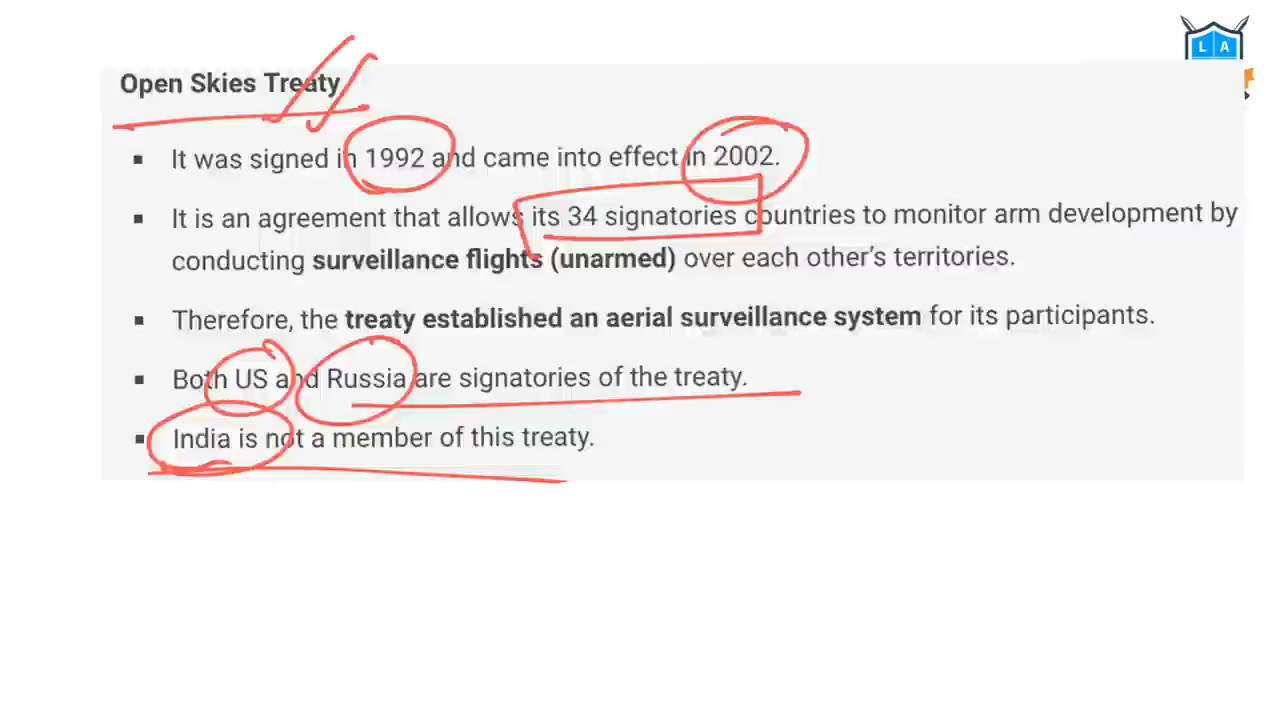 L A
Open Skies Treaty
▪ It was signed in 1992 and came into effect in 2002.
▪ It is an agreement that allows its 34 signatories countries to monitor arm development by
conducting surveillance flights (unarmed) over each other's territories.
▪ Therefore, the treaty established an aerial surveillance system for its participants.
▪ Both US and Russia are signatories of the treaty.
▪ India is not a member of this treaty.